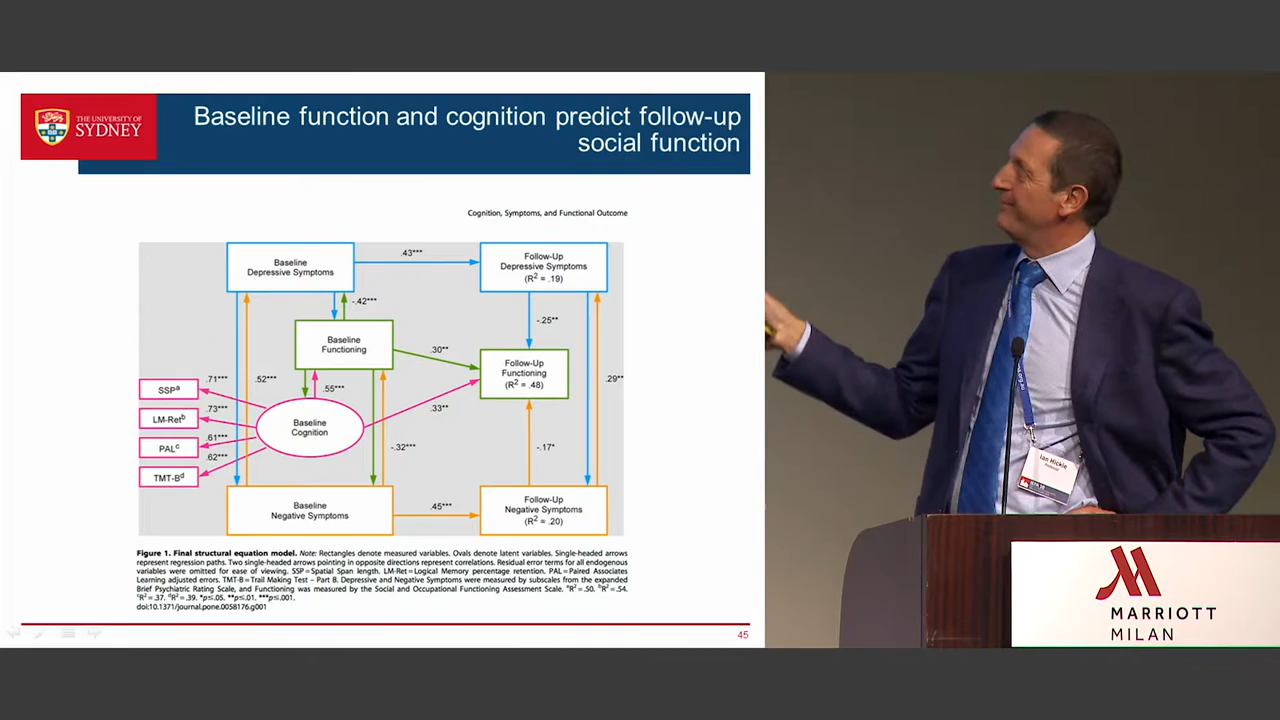 THE UNIVERSITY OF
SYDNEY
Baseline function and cognition predict follow-up
social function
Cognition, Symptoms, and Functional Outcome
Baseline
Depressive Symptoms
.43***
Follow-Up
Depressive Symptoms
(R² = .19)
-.42***
-.25**
Baseline
Functioning
.30**
Follow-Up
Functioning
(R² = .48)
.71***
.52***
.55***
.29**
SSPᵃ
.73***
.33**
LM-Retᵇ
Baseline
Cognition
.61***
PALᶜ
-.32***
-.17*
.62***
TMT-Bᵈ
Baseline
Negative Symptoms
.45***
Follow-Up
Negative Symptoms
(R² = .20)
Figure 1. Final structural equation model. Note: Rectangles denote measured variables. Ovals denote latent variables. Single-headed arrows
represent regression paths. Two single-headed arrows pointing in opposite directions represent correlations. Residual error terms for all endogenous
variables were omitted for ease of viewing. SSP=Spatial Span length. LM-Ret=Logical Memory percentage retention. PAL=Paired Associates
Learning adjusted errors. TMT-B=Trail Making Test – Part B. Depressive and Negative Symptoms were measured by subscales from the expanded
Brief Psychiatric Rating Scale, and Functioning was measured by the Social and Occupational Functioning Assessment Scale. ᵃR²=.50. ᵇR²=.54.
ᶜR²=.37. ᵈR²=.39. *p≤.05. **p≤.01. ***p≤.001.
doi:10.1371/journal.pone.0058176.g001
45
Ian Hickie
Professor
MARRIOTT
MILAN